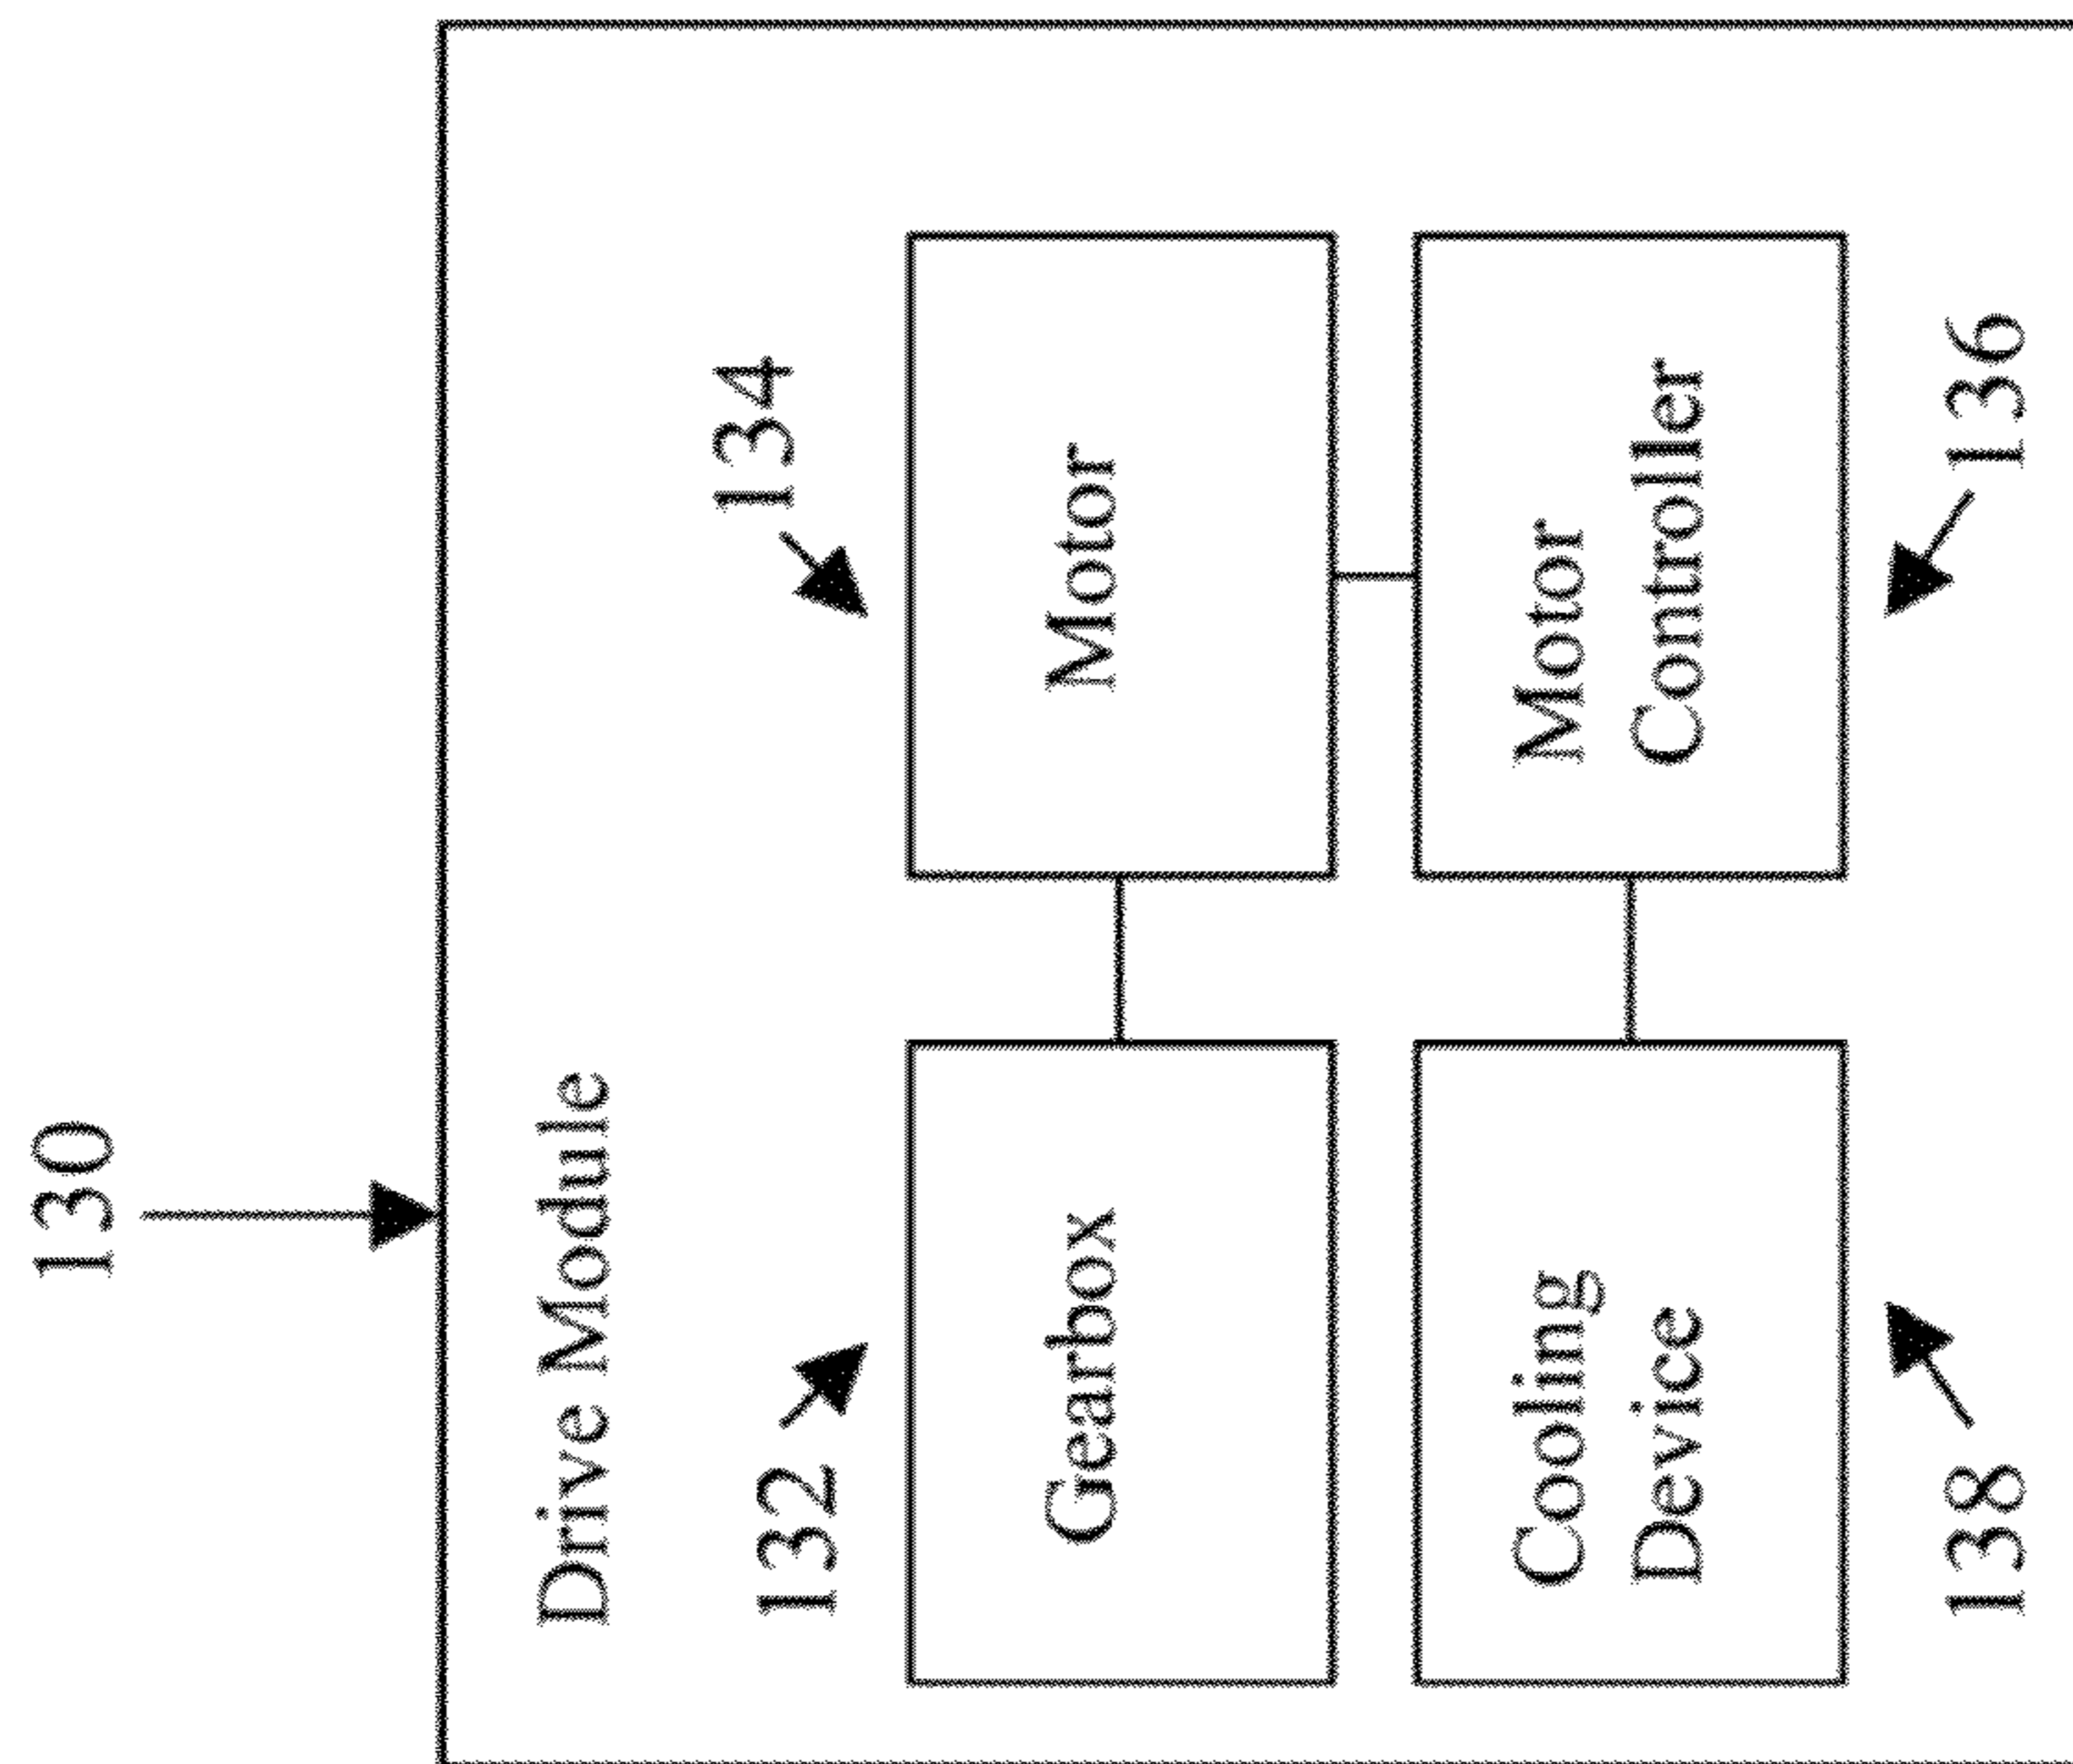 130
Drive Module
132
134
Gearbox
Motor
Cooling
Device
Motor
Controller
138
136